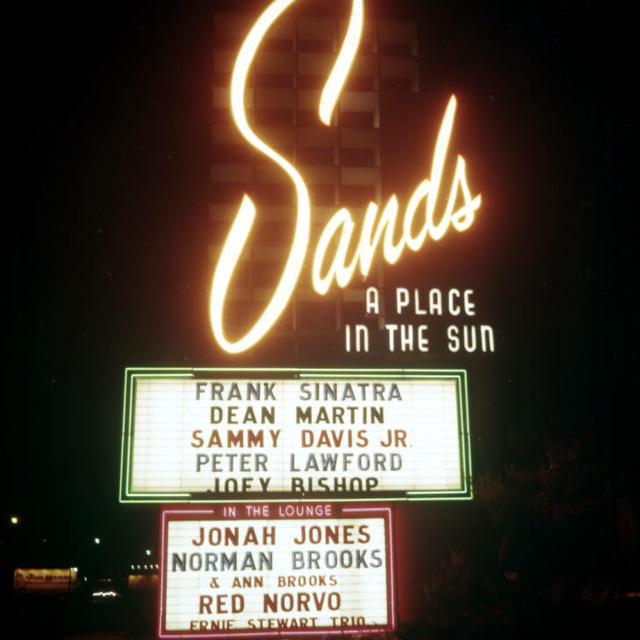 Sands
A PLACE
IN THE SUN
FRANK SINATRA
DEAN MARTIN
SAMMY DAVIS JR.
PETER LAWFORD
JOEY BISHOP
IN THE LOUNGE
JONAH JONES
NORMAN BROOKS
& ANN BROOKS
RED NORVO
ERNIE STEWART TRIO